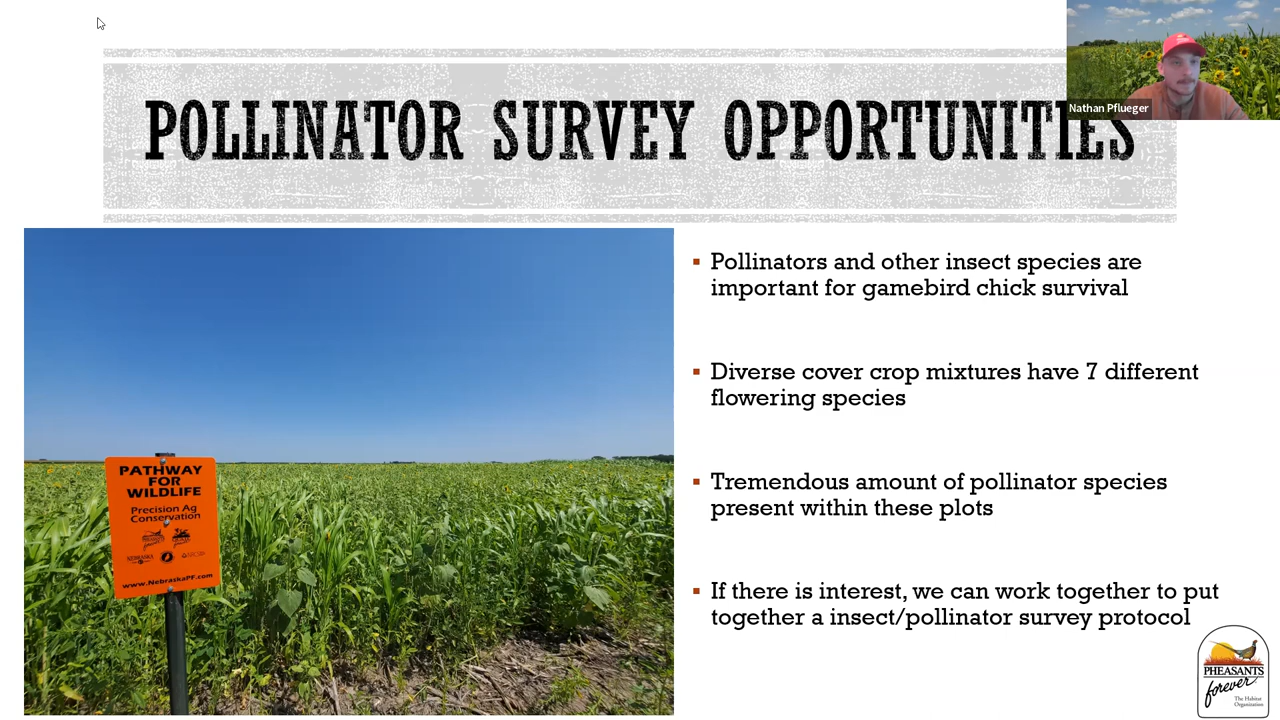 POLLINATOR SURVEY OPPORTUNITIES
Nathan Pflueger
Pollinators and other insect species are
important for gamebird chick survival
Diverse cover crop mixtures have 7 different
flowering species
Tremendous amount of pollinator species
present within these plots
If there is interest, we can work together to put
together a insect/pollinator survey protocol
PATHWAY
FOR
WILDLIFE
Precision Ag
Conservation
www.NebraskaPF.com
PHEASANTS
forever
The Habitat
Organization